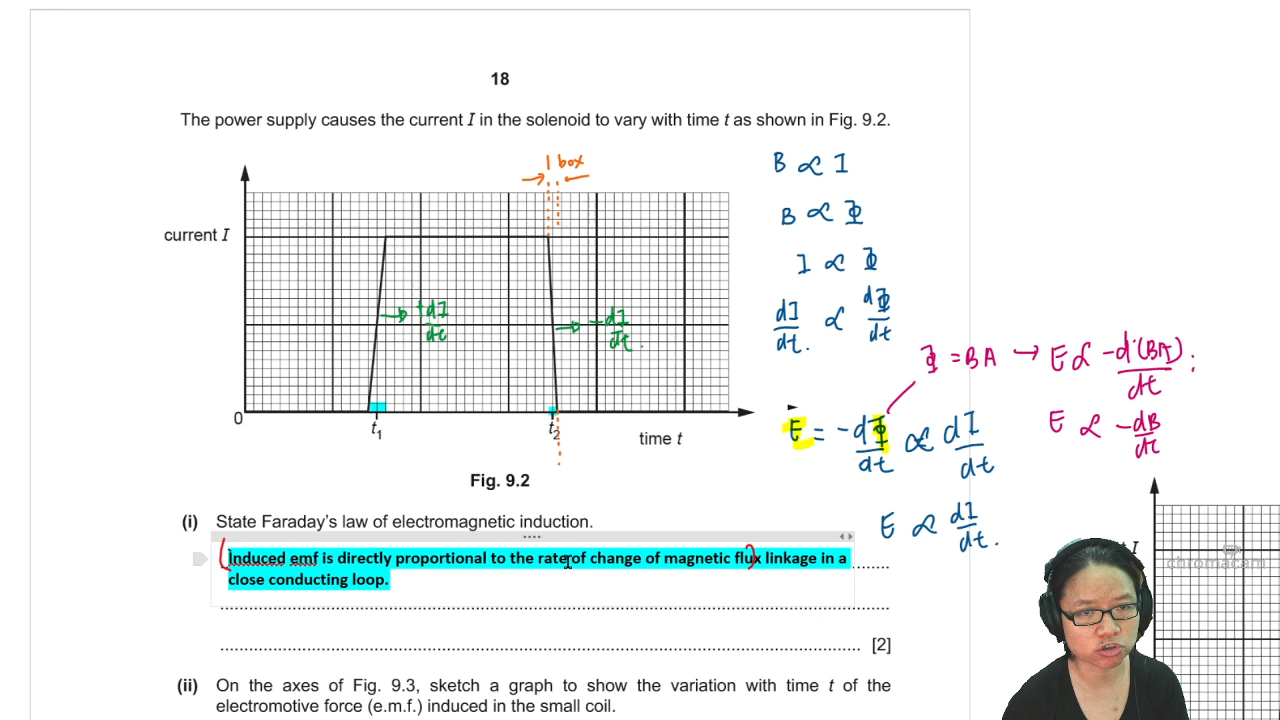 18
The power supply causes the current I in the solenoid to vary with time t as shown in Fig. 9.2.
1 box
current I
+dI/dt
-dI/dt.
0
t₁
t₂
time t
Fig. 9.2
B ∝ I
B ∝ Φ
I ∝ Φ
dI/dt. ∝ dΦ/dt
Φ = BA → E ∝ -d(BA)/dt.
E ∝ -dB/dt
E = -dΦ/dt ∝ dI/dt
E ∝ dI/dt.
(i) State Faraday's law of electromagnetic induction.
Induced emf is directly proportional to the rate of change of magnetic flux linkage in a
close conducting loop.
[2]
(ii) On the axes of Fig. 9.3, sketch a graph to show the variation with time t of the
electromotive force (e.m.f.) induced in the small coil.
I
chromacam